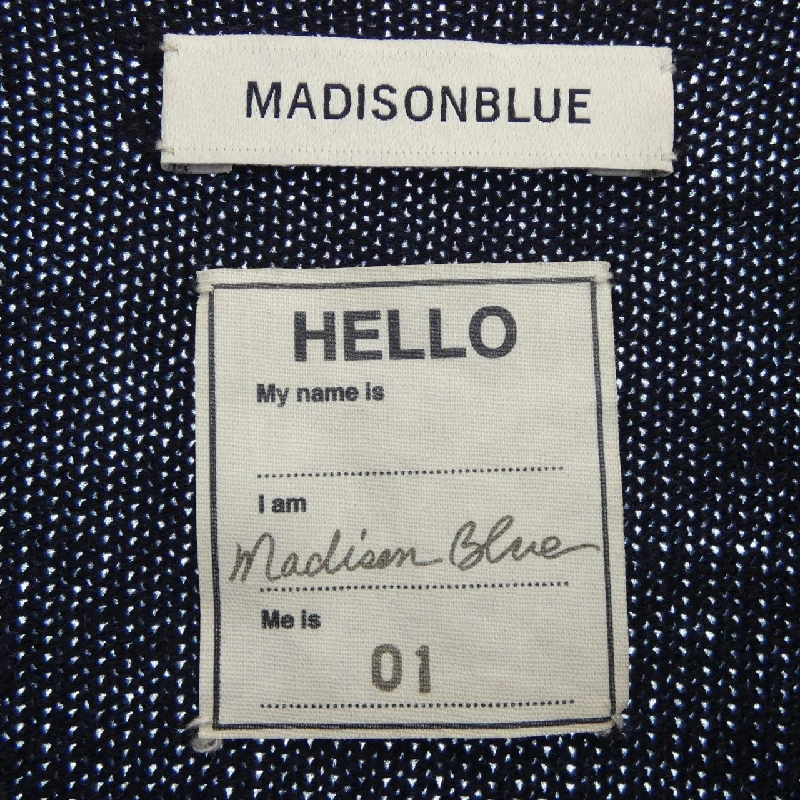 MADISONBLUE
HELLO
My name is
I am
Madison Blue
Me is
01